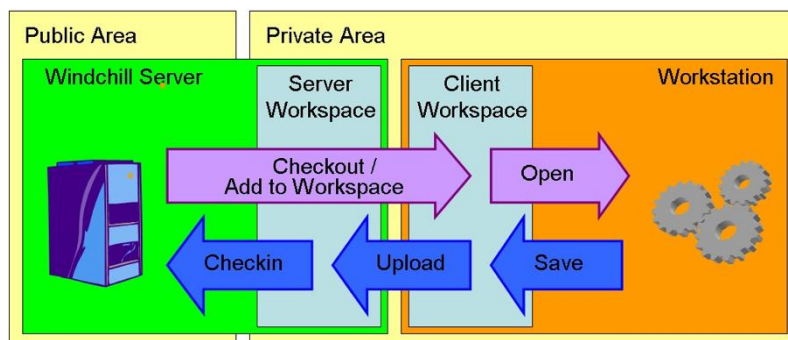 Public Area
Private Area
Windchill Server
Server
Workspace
Client
Workspace
Workstation
Checkout /
Add to Workspace
Open
Checkin
Upload
Save